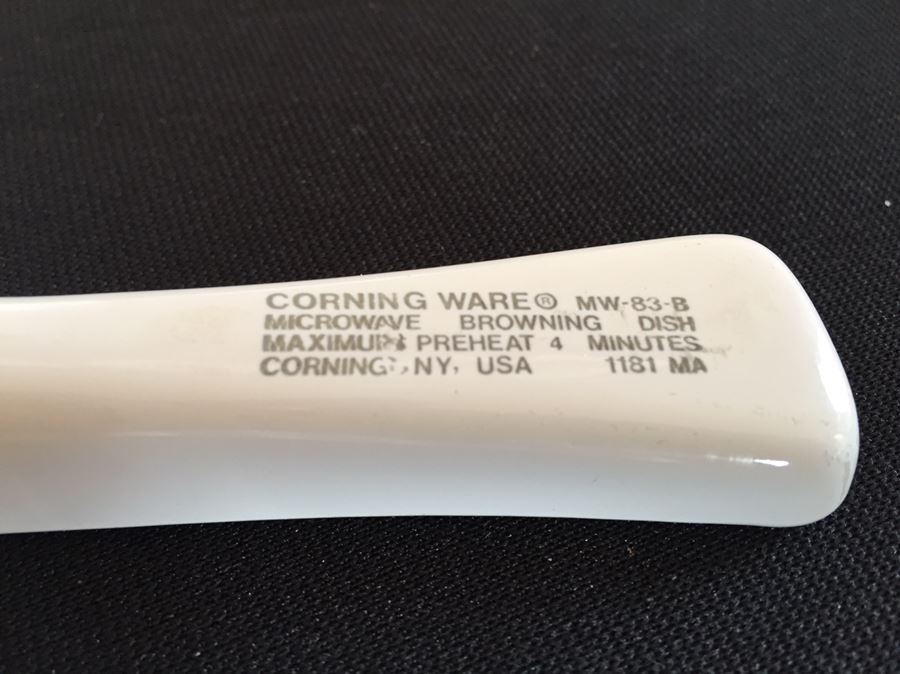 CORNING WARE® MW-83-B
MICROWAVE BROWNING DISH
MAXIMUM PREHEAT 4 MINUTES
CORNING, NY, USA 1181 MA